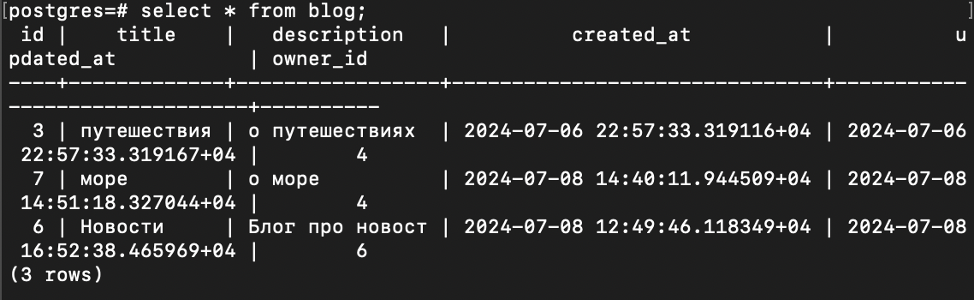 [postgres=# select * from blog;                                                  ]
 id |    title    |   description   |          created_at           |          u
pdated_at           | owner_id
----+-------------+-----------------+-------------------------------+-----------
--------------------+----------
  3 | путешествия | о путешествиях  | 2024-07-06 22:57:33.319116+04 | 2024-07-06
 22:57:33.319167+04 |        4
  7 | море        | о море          | 2024-07-08 14:40:11.944509+04 | 2024-07-08
 14:51:18.327044+04 |        4
  6 | Новости     | Блог про новост | 2024-07-08 12:49:46.118349+04 | 2024-07-08
 16:52:38.465969+04 |        6
(3 rows)